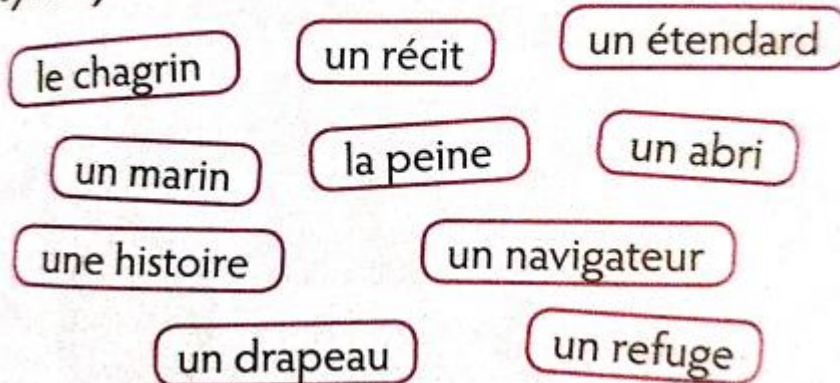 le chagrin un récit un étendard
un marin la peine un abri
une histoire un navigateur
un drapeau un refuge